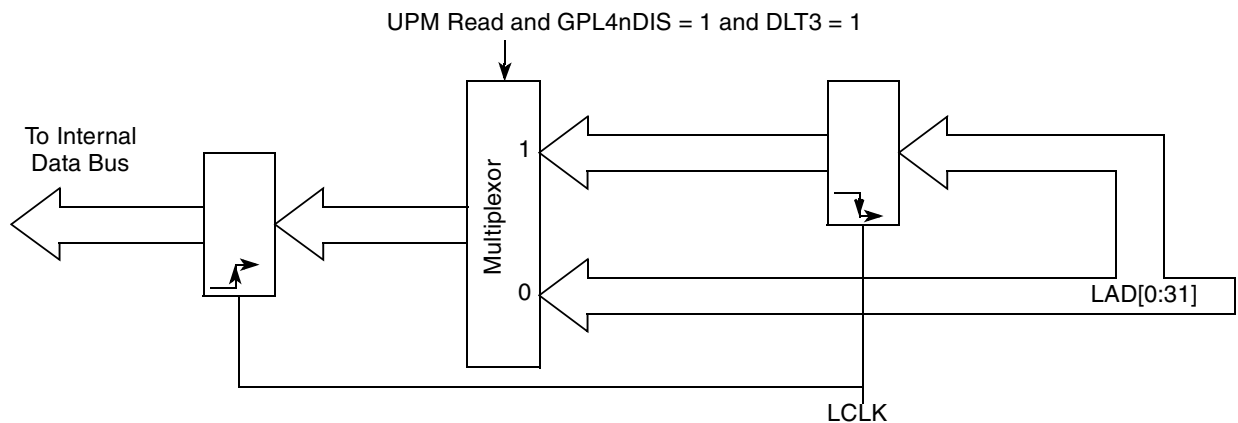 UPM Read and GPL4nDIS = 1 and DLT3 = 1
To Internal
Data Bus
1
Multiplexor
0
LAD[0:31]
LCLK